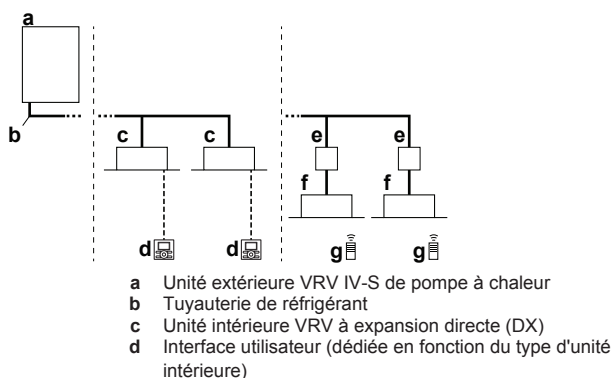 a
b
c c e e
f f
d d g g
a Unité extérieure VRV IV-S de pompe à chaleur
b Tuyauterie de réfrigérant
c Unité intérieure VRV à expansion directe (DX)
d Interface utilisateur (dédiée en fonction du type d'unité
intérieure)